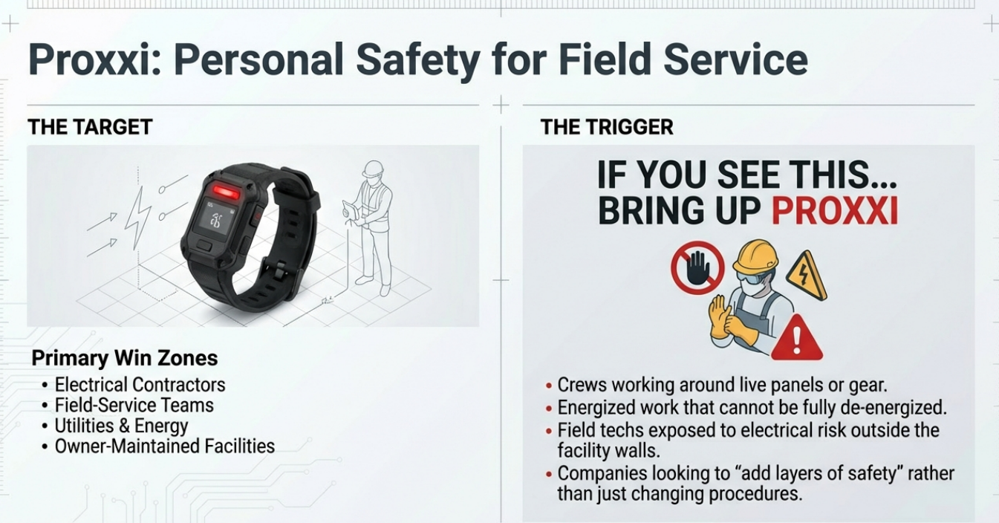 Proxxi: Personal Safety for Field Service
THE TARGET
Primary Win Zones
• Electrical Contractors
• Field-Service Teams
• Utilities & Energy
• Owner-Maintained Facilities
THE TRIGGER
IF YOU SEE THIS...
BRING UP PROXXI
• Crews working around live panels or gear.
• Energized work that cannot be fully de-energized.
• Field techs exposed to electrical risk outside the
facility walls.
• Companies looking to “add layers of safety” rather
than just changing procedures.